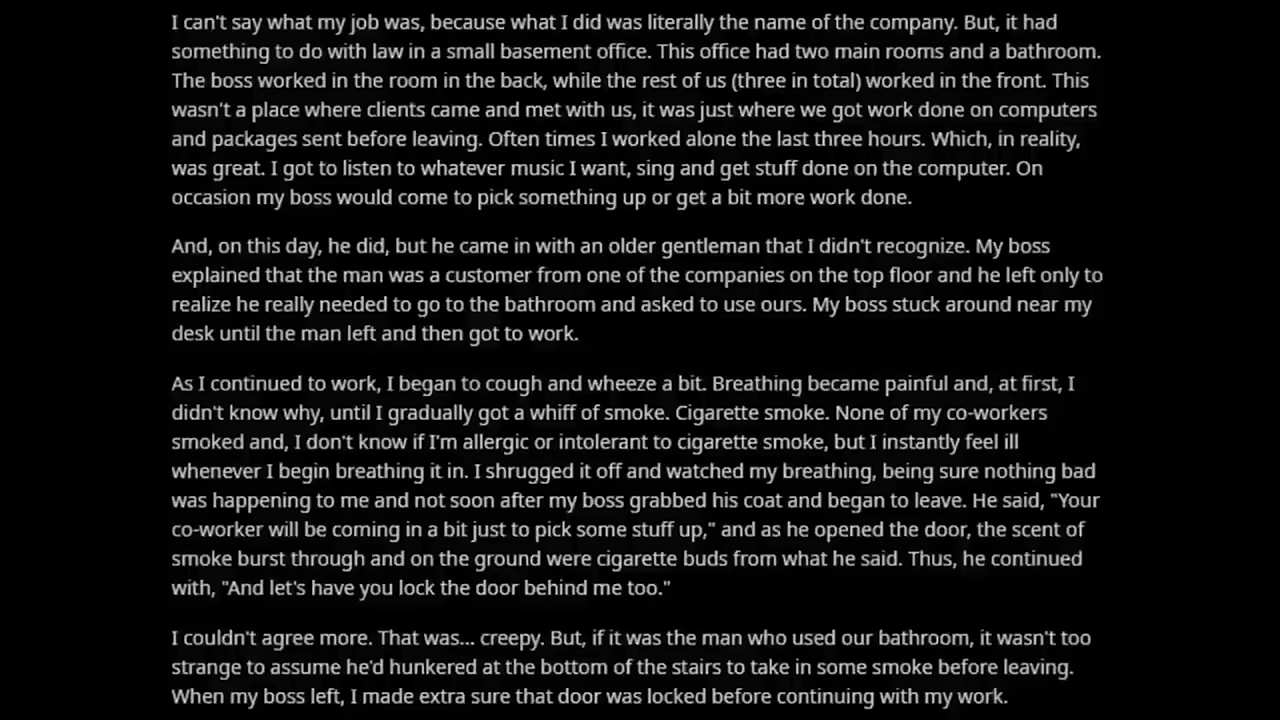 I can't say what my job was, because what I did was literally the name of the company. But, it had
something to do with law in a small basement office. This office had two main rooms and a bathroom.
The boss worked in the room in the back, while the rest of us (three in total) worked in the front. This
wasn't a place where clients came and met with us, it was just where we got work done on computers
and packages sent before leaving. Often times I worked alone the last three hours. Which, in reality,
was great. I got to listen to whatever music I want, sing and get stuff done on the computer. On
occasion my boss would come to pick something up or get a bit more work done.
And, on this day, he did, but he came in with an older gentleman that I didn't recognize. My boss
explained that the man was a customer from one of the companies on the top floor and he left only to
realize he really needed to go to the bathroom and asked to use ours. My boss stuck around near my
desk until the man left and then got to work.
As I continued to work, I began to cough and wheeze a bit. Breathing became painful and, at first, I
didn't know why, until I gradually got a whiff of smoke. Cigarette smoke. None of my co-workers
smoked and, I don't know if I'm allergic or intolerant to cigarette smoke, but I instantly feel ill
whenever I begin breathing it in. I shrugged it off and watched my breathing, being sure nothing bad
was happening to me and not soon after my boss grabbed his coat and began to leave. He said, "Your
co-worker will be coming in a bit just to pick some stuff up," and as he opened the door, the scent of
smoke burst through and on the ground were cigarette buds from what he said. Thus, he continued
with, "And let's have you lock the door behind me too."
I couldn't agree more. That was... creepy. But, if it was the man who used our bathroom, it wasn't too
strange to assume he'd hunkered at the bottom of the stairs to take in some smoke before leaving.
When my boss left, I made extra sure that door was locked before continuing with my work.